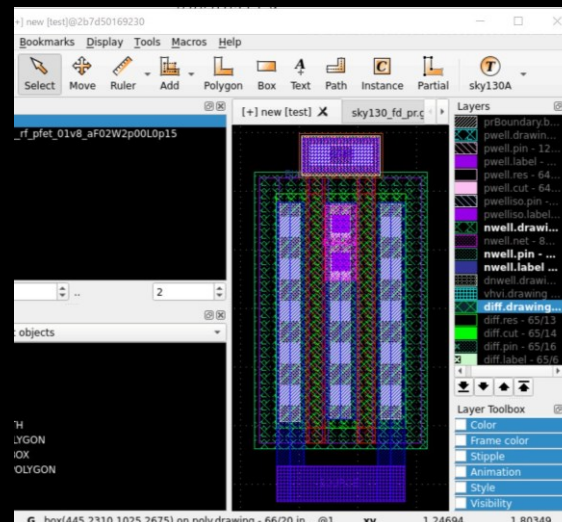 +] new [test]@2b7d50169230
Bookmarks Display Tools Macros Help
Select Move Ruler Add Polygon Box Text Path Instance Partial sky130A
_rf_pfet_01v8_aF02W2p00L0p15
[+] new [test] sky130_fd_pr.g
Layers
prBoundary.b...
pwell.drawin...
pwell.pin - 12...
pwell.label - ...
pwell.res - 64...
pwell.cut - 64...
pwelliso.pin -...
pwelliso.label...
nwell.drawi...
nwell.net - 8...
nwell.pin - ...
nwell.label ...
dnwell.drawi...
vhvi.drawing ...
diff.drawing...
diff.res - 65/13
diff.cut - 65/14
diff.pin - 65/16
diff.label - 65/6
.. 2
objects
TH
LYGON
OX
POLYGON
Layer Toolbox
Color
Frame color
Stipple
Animation
Style
Visibility
G box(445,2310,1025,2675) on poly.drawing - 66/20 in @1 xy 1.24694 1.80349